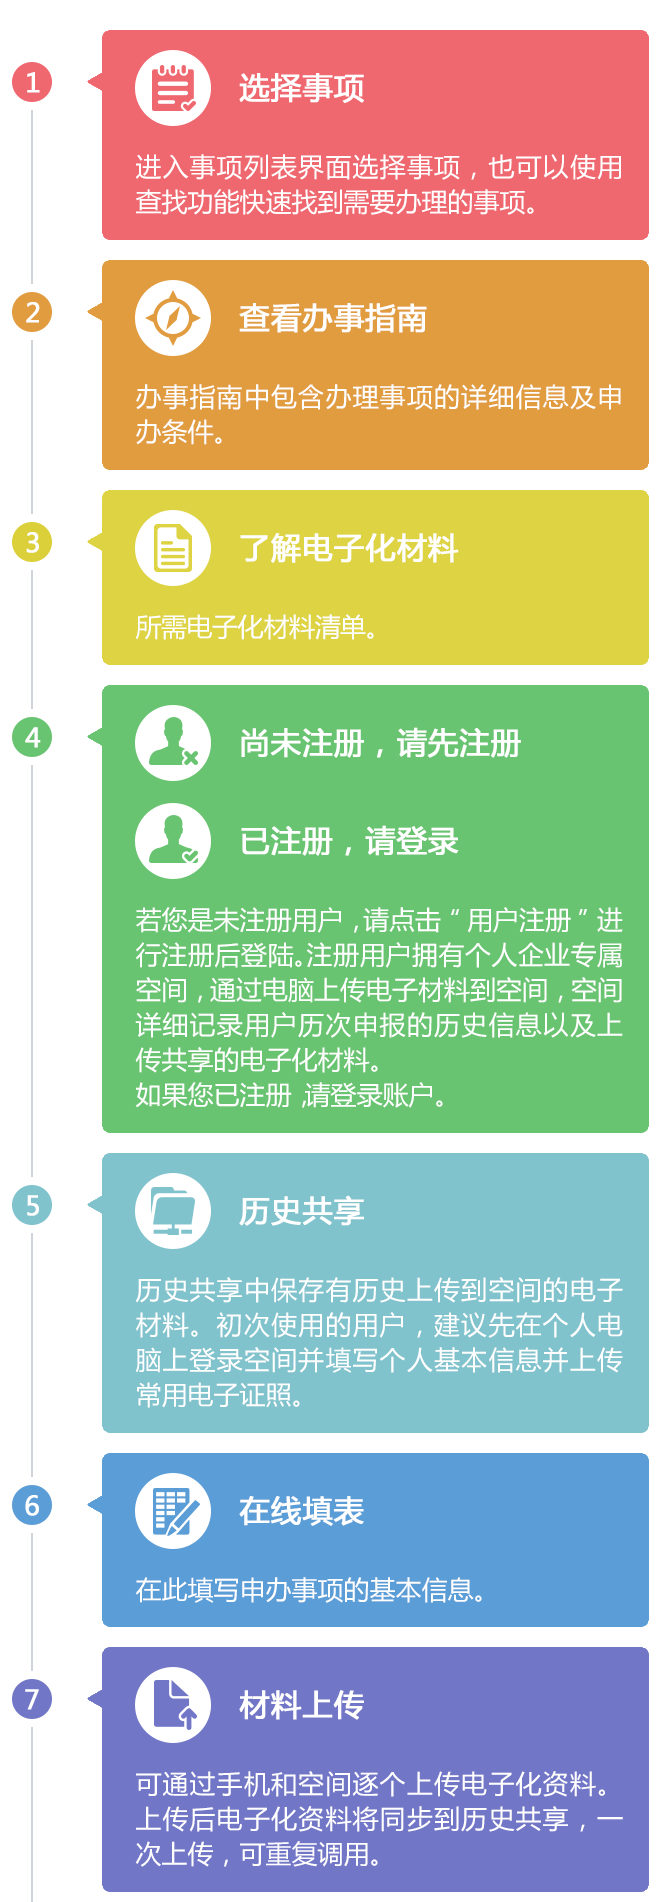 1
选择事项
进入事项列表界面选择事项，也可以使用
查找功能快速找到需要办理的事项。
2
查看办事指南
办事指南中包含办理事项的详细信息及申
办条件。
3
了解电子化材料
所需电子化材料清单。
4
尚未注册，请先注册
已注册，请登录
若您是未注册用户，请点击“用户注册”进
行注册后登陆。注册用户拥有个人企业专属
空间，通过电脑上传电子材料到空间，空间
详细记录用户历次申报的历史信息以及上
传共享的电子化材料。
如果您已注册，请登录账户。
5
历史共享
历史共享中保存有历史上传到空间的电子
材料。初次使用的用户，建议先在个人电
脑上登录空间并填写个人基本信息并上传
常用电子证照。
6
在线填表
在此填写申办事项的基本信息。
7
材料上传
可通过手机和空间逐个上传电子化资料。
上传后电子化资料将同步到历史共享，一
次上传，可重复调用。